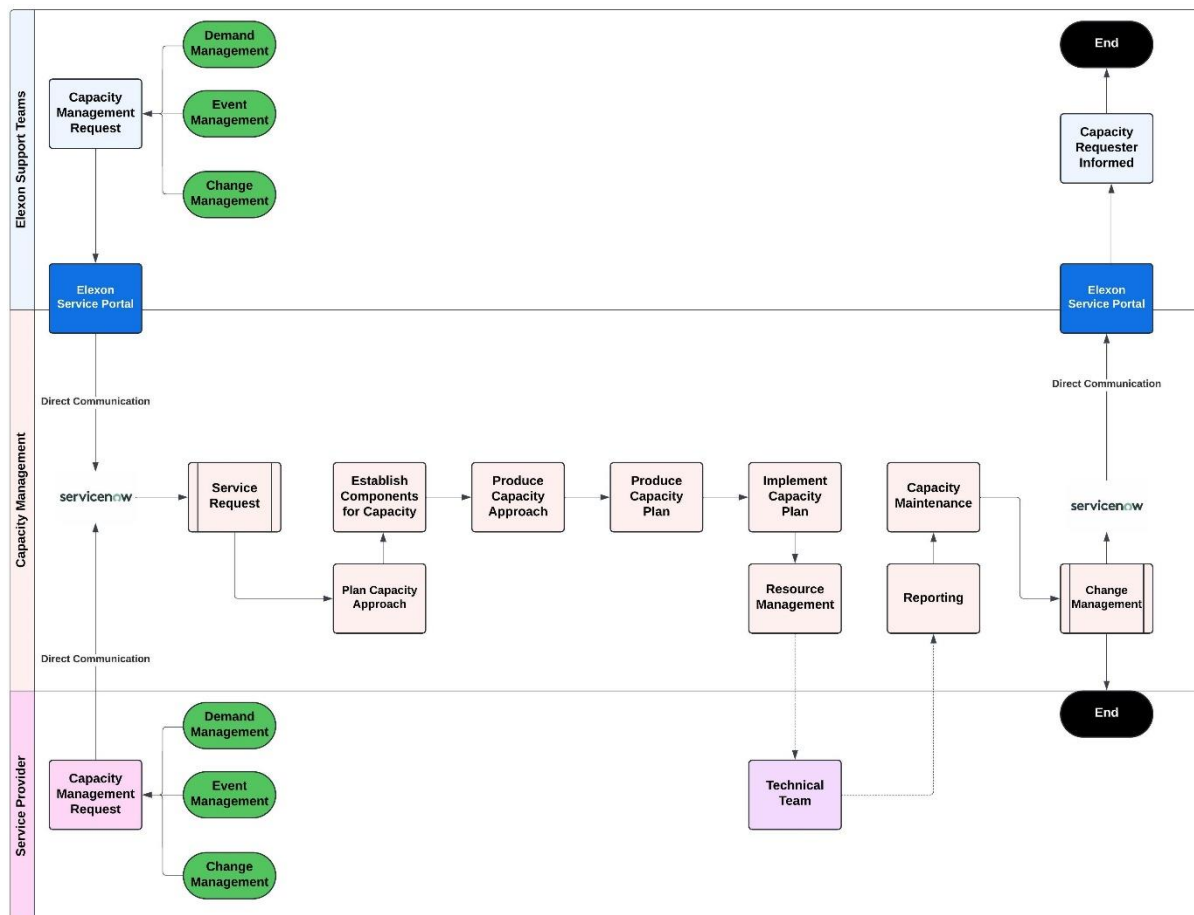 Elexon Support Teams
Demand
Management
Capacity
Management
Request
Event
Management
Change
Management
Elexon
Service Portal
End
Capacity
Requester
Informed
Elexon
Service Portal
Capacity Management
Direct Communication
servicenow
Service
Request
Establish
Components
for Capacity
Plan Capacity
Approach
Produce
Capacity
Approach
Produce
Capacity
Plan
Implement
Capacity
Plan
Resource
Management
Capacity
Maintenance
Reporting
Direct Communication
servicenow
Change
Management
Direct Communication
Service Provider
Demand
Management
Capacity
Management
Request
Event
Management
Change
Management
Technical
Team
End